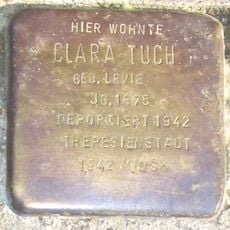 HIER WOHNTE
CLARA TUCH
GEB. LEVIE
JG. 1875
DEPORTIERT 1942
THERESIENSTADT
1942